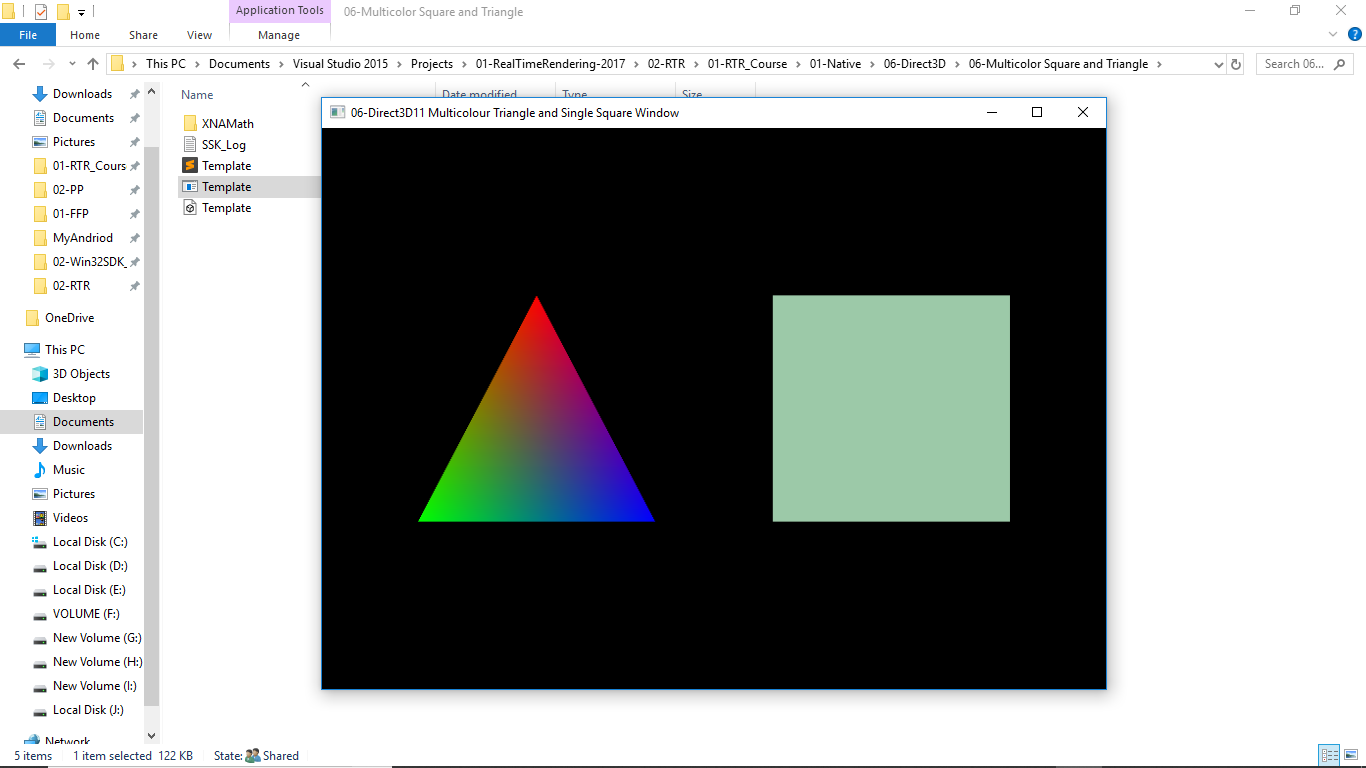 Application Tools
06-Multicolor Square and Triangle
File
Home
Share
View
Manage
This PC
Documents
Visual Studio 2015
Projects
01-RealTimeRendering-2017
02-RTR
01-RTR_Course
01-Native
06-Direct3D
06-Multicolor Square and Triangle
Search 06...
Downloads
Documents
Pictures
01-RTR_Cours
02-PP
01-FFP
MyAndriod
02-Win32SDK_
02-RTR
OneDrive
This PC
3D Objects
Desktop
Documents
Downloads
Music
Pictures
Videos
Local Disk (C:)
Local Disk (D:)
Local Disk (E:)
VOLUME (F:)
New Volume (G:)
New Volume (H:)
New Volume (I:)
Local Disk (J:)
Network
Name
Date modified
Type
Size
XNAMath
SSK_Log
Template
Template
Template
06-Direct3D11 Multicolour Triangle and Single Square Window
5 items
1 item selected 122 KB
State:
Shared